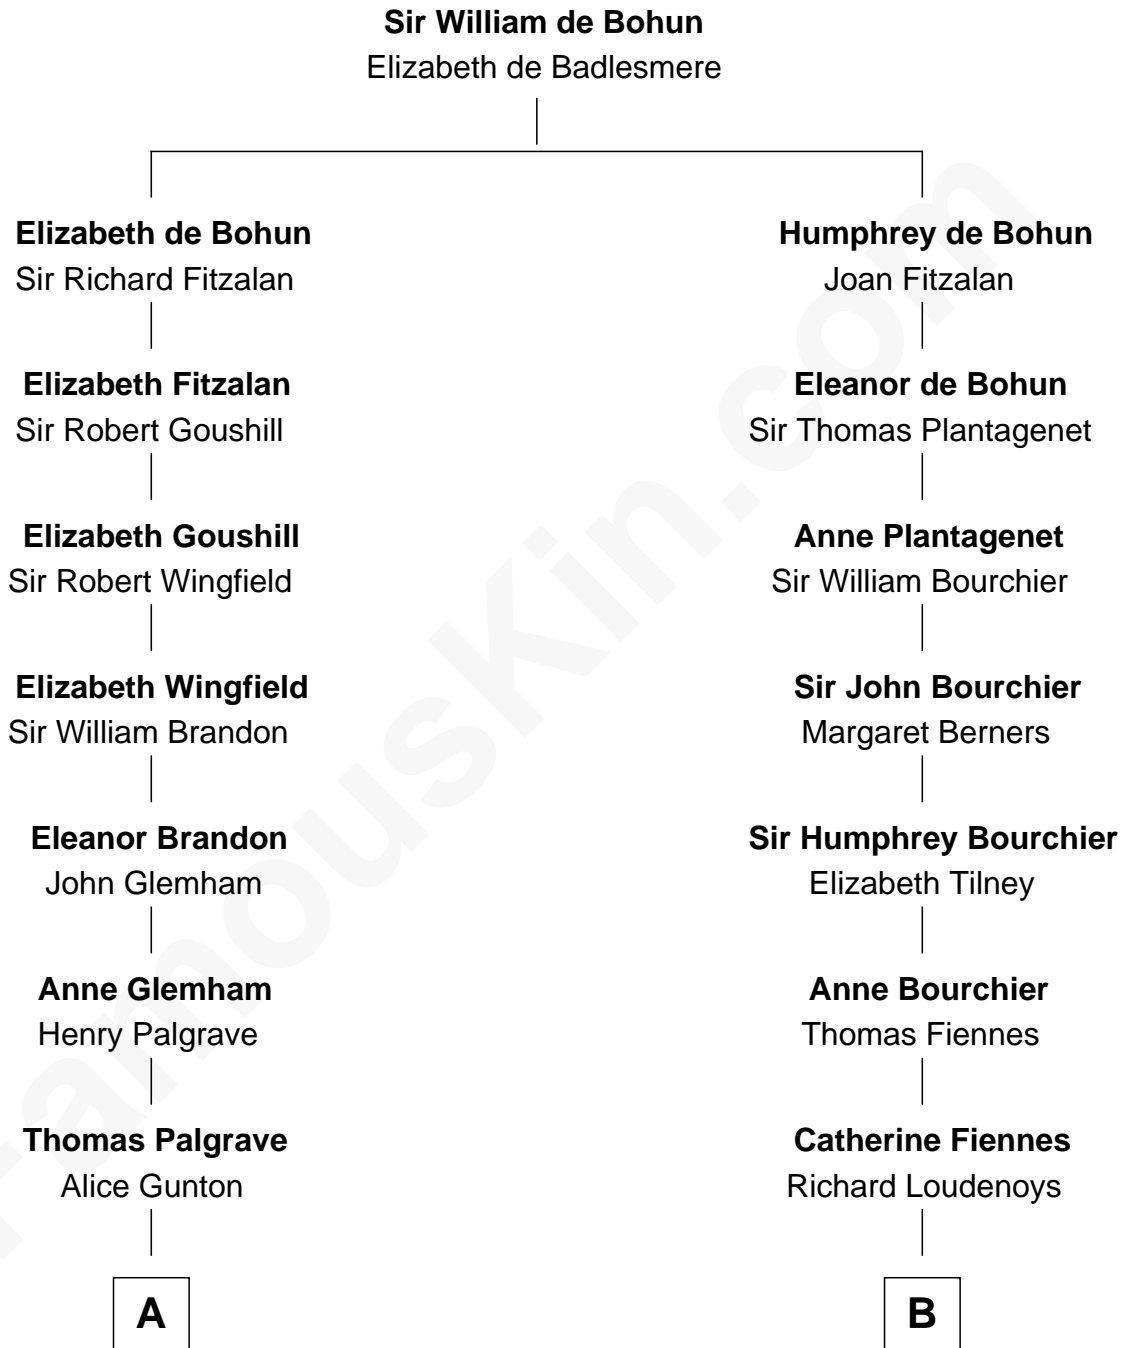 Sir William de Bohun
Elizabeth de Badlesmere
Elizabeth de Bohun
Sir Richard Fitzalan
Humphrey de Bohun
Joan Fitzalan
Elizabeth Fitzalan
Sir Robert Goushill
Eleanor de Bohun
Sir Thomas Plantagenet
Elizabeth Goushill
Sir Robert Wingfield
Anne Plantagenet
Sir William Bourchier
Elizabeth Wingfield
Sir William Brandon
Sir John Bourchier
Margaret Berners
Eleanor Brandon
John Glemham
Sir Humphrey Bourchier
Elizabeth Tilney
Anne Glemham
Henry Palgrave
Anne Bourchier
Thomas Fiennes
Thomas Palgrave
Alice Gunton
Catherine Fiennes
Richard Loudenoys
A
B
FamousKin.com